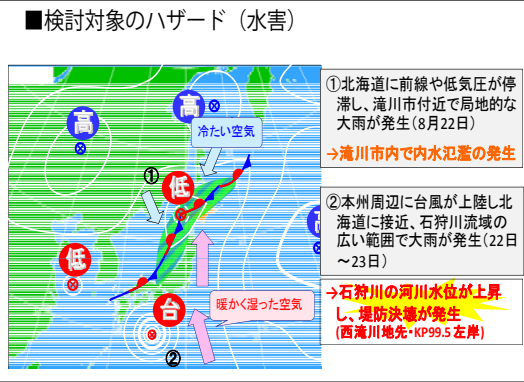 ■検討対象のハザード（水害）
高
高
冷たい空気
①
低
高
低
暖かく湿った空気
台
②
①北海道に前線や低気圧が停
滞し、滝川市付近で局地的な
大雨が発生（8月22日）
→滝川市内で内水氾濫の発生
②本州周辺に台風が上陸し北
海道に接近、石狩川流域の
広い範囲で大雨が発生（22日
～23日）
→石狩川の河川水位が上昇
し、堤防決壊が発生
（西滝川地先・KP99.5左岸）